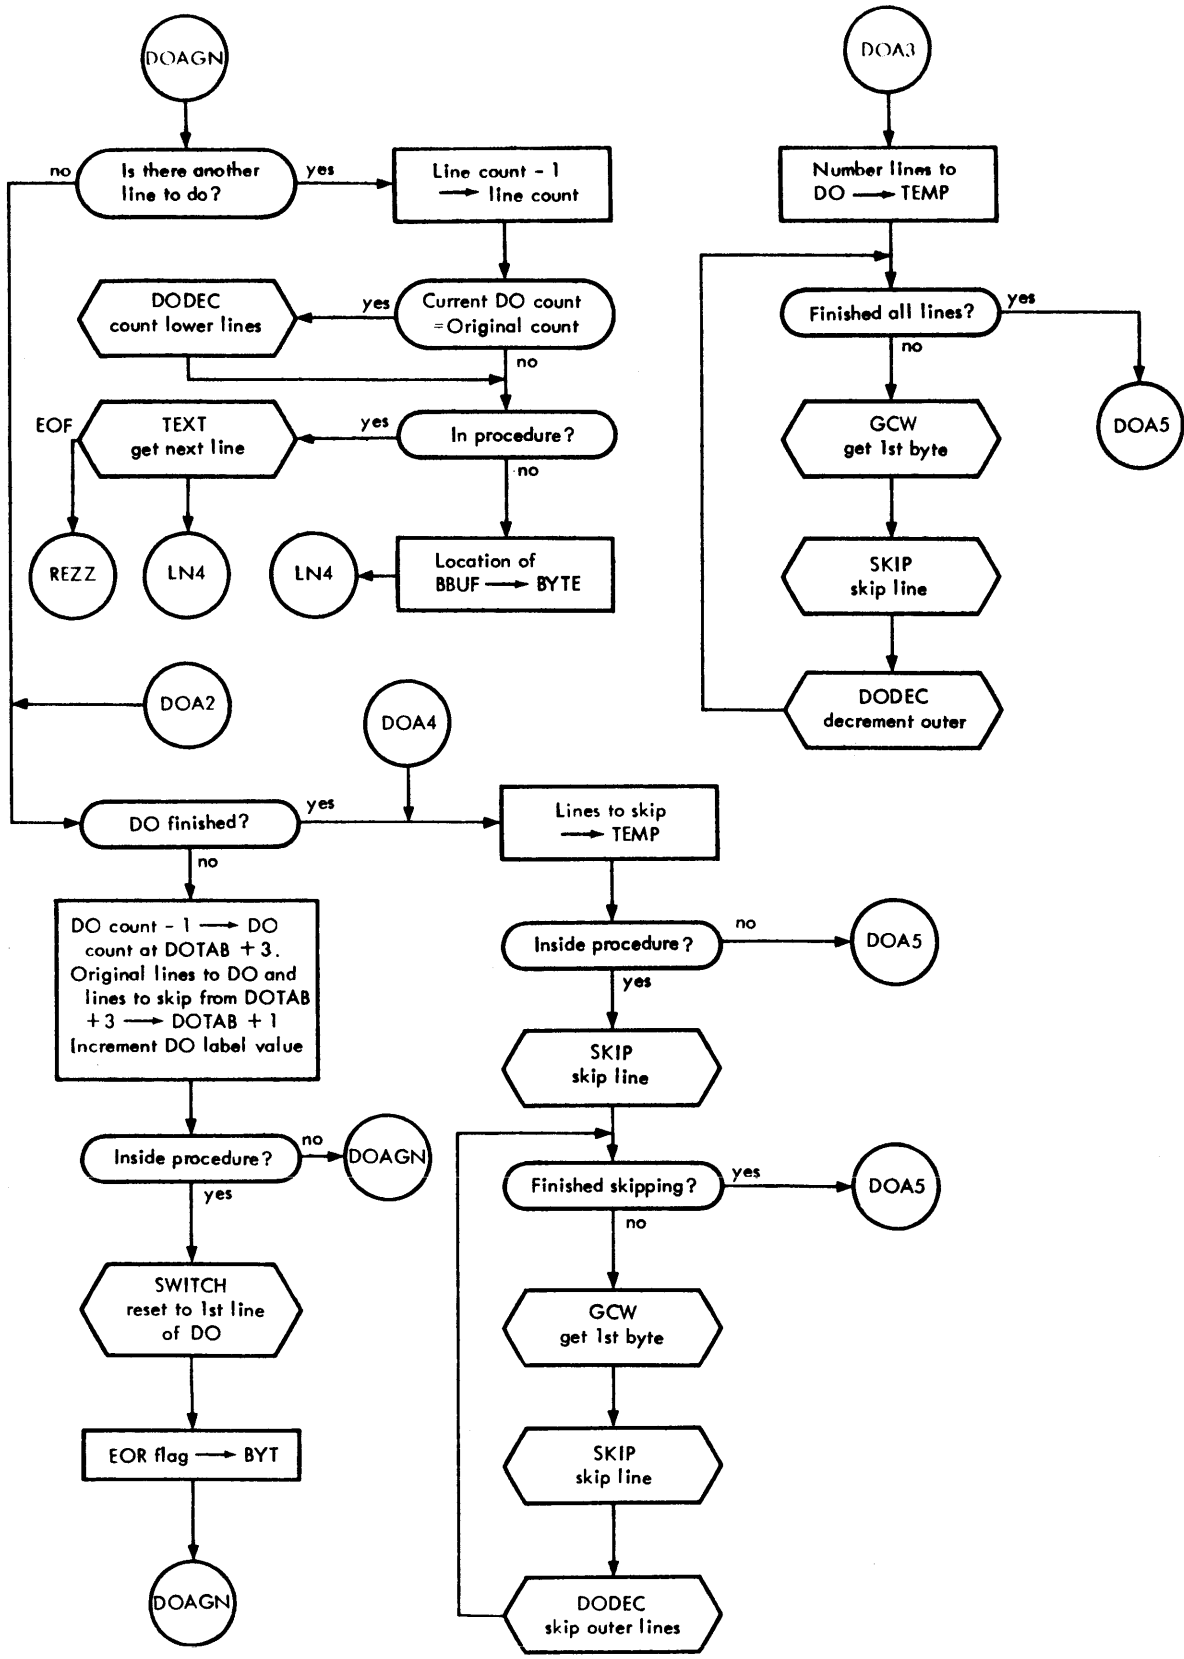 DOAGN
Is there another
line to do?
no
yes
Line count - 1
→ line count
Current DO count
=Original count
yes
no
DODEC
count lower lines
In procedure?
yes
no
TEXT
get next line
EOF
REZZ
LN4
LN4
Location of
BBUF → BYTE
DOA2
DOA4
DO finished?
yes
no
Lines to skip
→ TEMP
DO count - 1 → DO
count at DOTAB + 3.
Original lines to DO and
lines to skip from DOTAB
+ 3 → DOTAB + 1
Increment DO label value
Inside procedure?
no
DOAGN
yes
SWITCH
reset to 1st line
of DO
EOR flag → BYT
DOAGN
Inside procedure?
no
DOA5
yes
SKIP
skip line
Finished skipping?
yes
DOA5
no
GCW
get 1st byte
SKIP
skip line
DODEC
skip outer lines
DOA3
Number lines to
DO → TEMP
Finished all lines?
yes
DOA5
no
GCW
get 1st byte
SKIP
skip line
DODEC
decrement outer